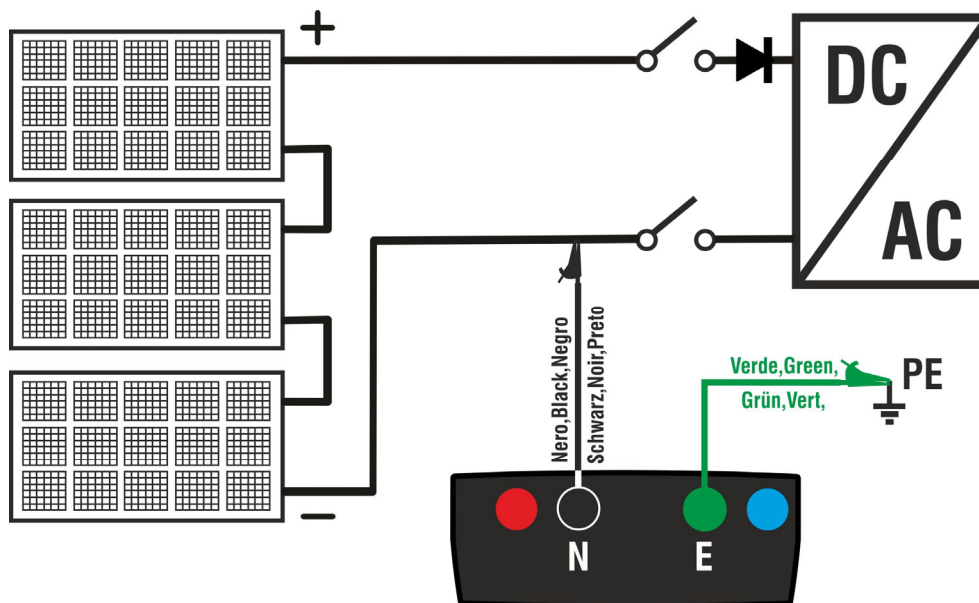 +
DC
AC
Nero,Black,Negro
Schwarz,Noir,Preto
Verde,Green,
Grün,Vert,
PE
−
N
E